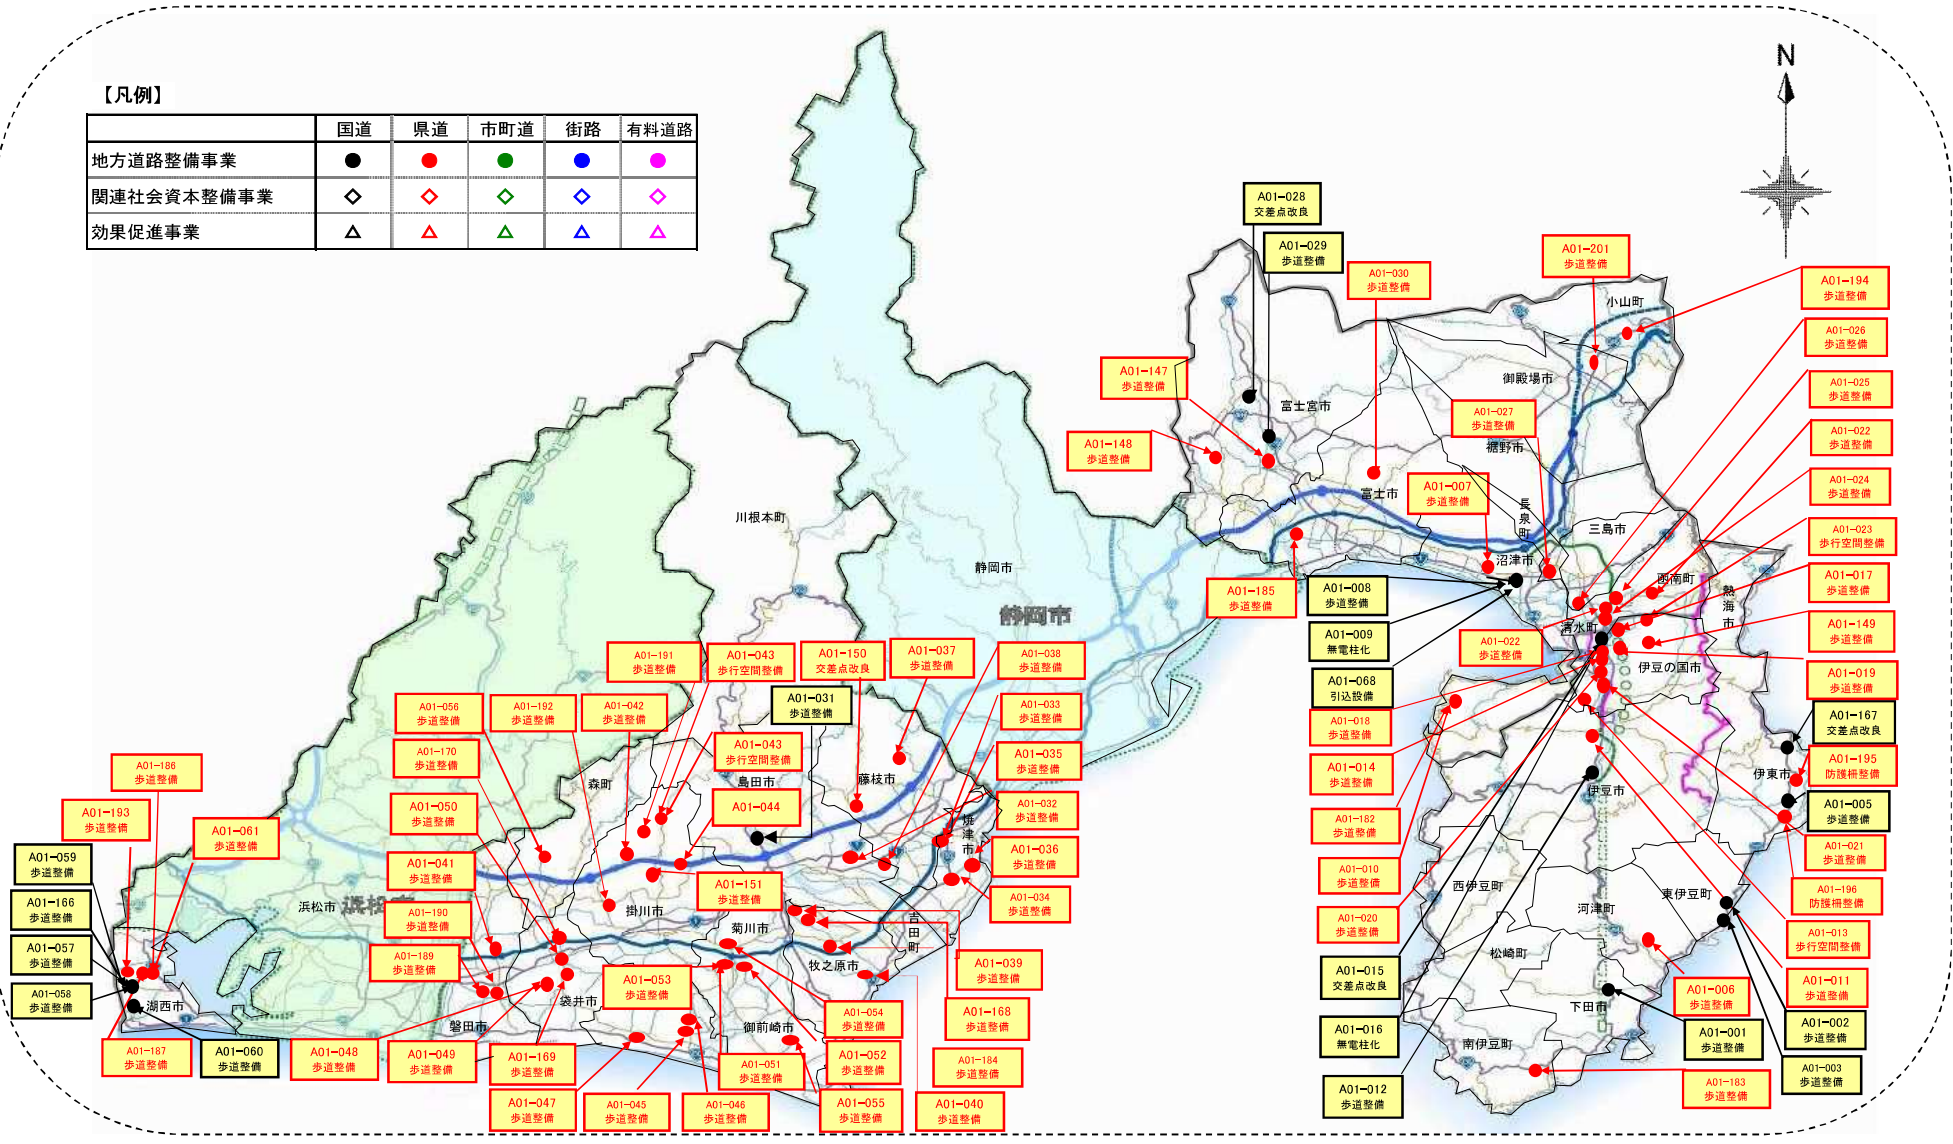 【凡例】
国道 県道 市町道 街路 有料道路
地方道路整備事業
関連社会資本整備事業
効果促進事業
N
A01-028
交差点改良
A01-029
歩道整備
A01-030
歩道整備
A01-201
歩道整備
A01-194
歩道整備
A01-026
歩道整備
A01-025
歩道整備
A01-022
歩道整備
A01-024
歩道整備
A01-023
歩行空間整備
A01-017
歩道整備
A01-149
歩道整備
A01-019
歩道整備
A01-167
交差点改良
A01-195
防護柵整備
A01-005
歩道整備
A01-021
歩道整備
A01-196
防護柵整備
A01-013
歩行空間整備
A01-011
歩道整備
A01-002
歩道整備
A01-003
歩道整備
A01-006
歩道整備
A01-001
歩道整備
A01-183
歩道整備
A01-147
歩道整備
A01-148
歩道整備
A01-027
歩道整備
A01-007
歩道整備
A01-185
歩道整備
A01-008
歩道整備
A01-009
無電柱化
A01-068
引込設備
A01-022
歩道整備
A01-018
歩道整備
A01-014
歩道整備
A01-182
歩道整備
A01-010
歩道整備
A01-020
歩道整備
A01-015
交差点改良
A01-016
無電柱化
A01-012
歩道整備
小山町
御殿場市
富士宮市
裾野市
富士市
長泉町
三島市
沼津市
函南町
熱海市
清水町
伊豆の国市
伊東市
伊豆市
西伊豆町
東伊豆町
河津町
松崎町
下田市
南伊豆町
川根本町
静岡市
静岡市
A01-191
歩道整備
A01-043
歩行空間整備
A01-150
交差点改良
A01-037
歩道整備
A01-038
歩道整備
A01-031
歩道整備
A01-033
歩道整備
A01-056
歩道整備
A01-192
歩道整備
A01-042
歩道整備
A01-043
歩行空間整備
A01-035
歩道整備
A01-170
歩道整備
A01-044
A01-032
歩道整備
A01-186
歩道整備
A01-050
歩道整備
A01-193
歩道整備
A01-061
歩道整備
A01-036
歩道整備
A01-059
歩道整備
A01-041
歩道整備
A01-151
歩道整備
A01-034
歩道整備
A01-166
歩道整備
A01-190
歩道整備
A01-057
歩道整備
A01-189
歩道整備
A01-053
歩道整備
A01-039
歩道整備
A01-058
歩道整備
A01-054
歩道整備
A01-168
歩道整備
A01-187
歩道整備
A01-060
歩道整備
A01-048
歩道整備
A01-049
歩道整備
A01-169
歩道整備
A01-051
歩道整備
A01-052
歩道整備
A01-184
歩道整備
A01-047
歩道整備
A01-045
歩道整備
A01-046
歩道整備
A01-055
歩道整備
A01-040
歩道整備
森町
島田市
藤枝市
焼津市
浜松市
浜松市
掛川市
菊川市
吉田町
牧之原市
湖西市
磐田市
袋井市
御前崎市